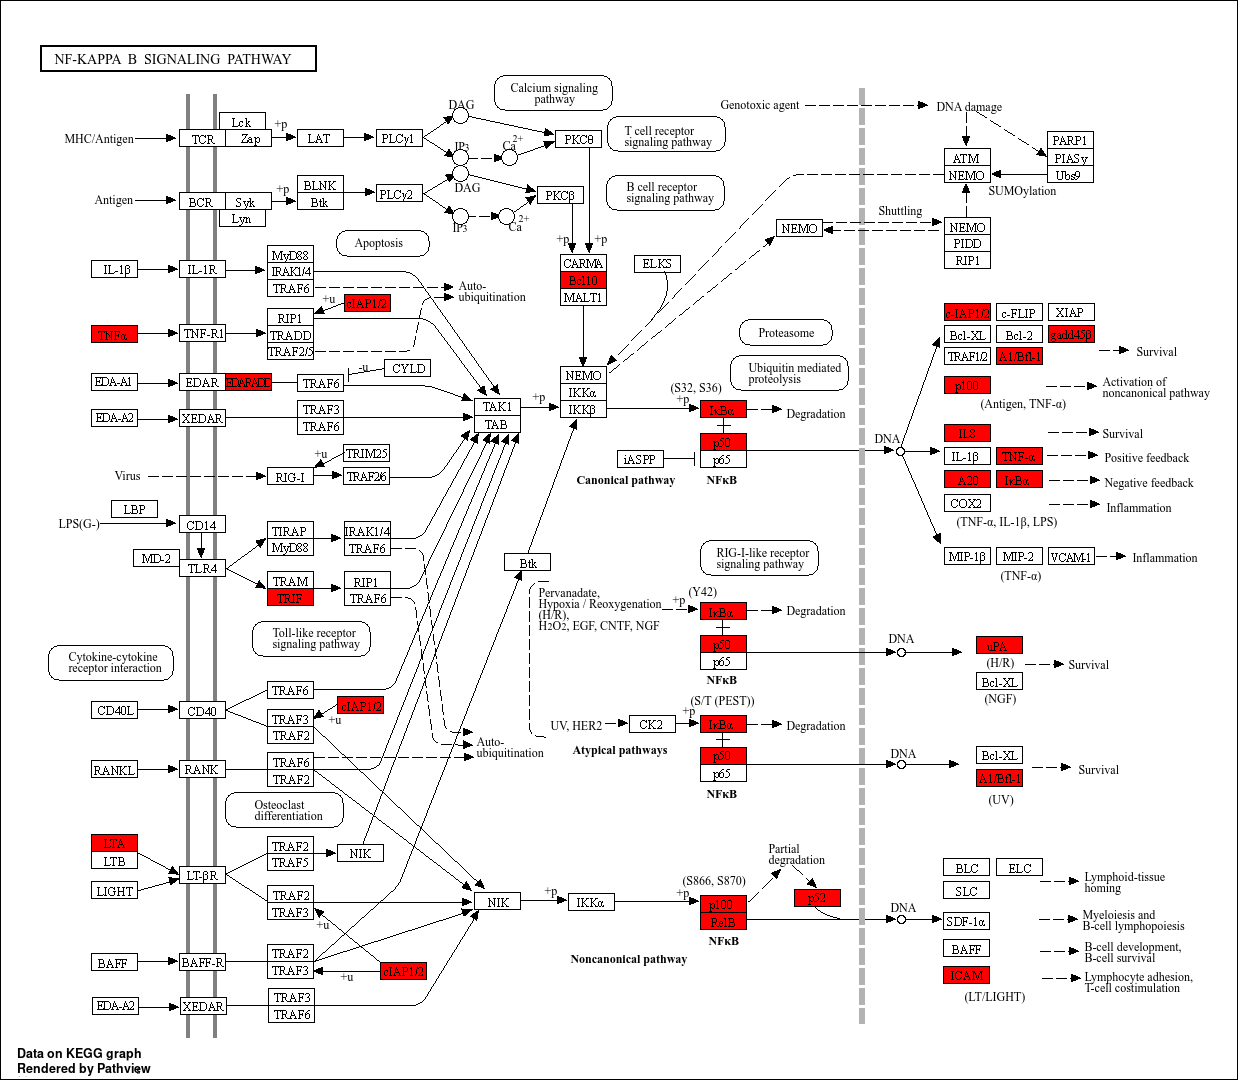 NF-KAPPA B SIGNALING PATHWAY
Calcium signaling
pathway
T cell receptor
signaling pathway
B cell receptor
signaling pathway
Genotoxic agent
DNA damage
MHC/Antigen
TCR
Lck
Zap
+p
LAT
PLCγ1
DAG
IP3
Ca2+
PKCθ
Antigen
BCR
Syk
Lyn
+p
BLNK
Btk
PLCγ2
DAG
IP3
Ca2+
PKCβ
+p
+p
CARMA
Bcl10
MALT1
ELKS
ATM
NEMO
PARP1
PIASy
Ubs9
SUMOylation
Shuttling
NEMO
NEMO
PIDD
RIP1
Apoptosis
IL-1β
IL-1R
MyD88
IRAK1/4
TRAF6
Auto-
ubiquitination
+u
cIAP1/2
TNFα
TNF-R1
RIP1
TRADD
TRAF2/5
EDA-A1
EDAR
EDARADD
TRAF6
-u
CYLD
EDA-A2
XEDAR
TRAF3
TRAF6
TAK1
TAB
+p
NEMO
IKKα
IKKβ
Proteasome
Ubiquitin mediated
proteolysis
(S32, S36)
+p
IκBα
Degradation
p50
p65
NFκB
iASPP
Canonical pathway
DNA
c-IAP1/2
c-FLIP
XIAP
Bcl-XL
Bcl-2
gadd45β
TRAF1/2
A1/Bfl-1
Survival
p100
Activation of
noncanonical pathway
(Antigen, TNF-α)
IL8
Survival
IL-1β
TNF-α
Positive feedback
A20
IκBα
Negative feedback
COX2
Inflammation
(TNF-α, IL-1β, LPS)
MIP-1β
MIP-2
VCAM-1
Inflammation
(TNF-α)
Virus
RIG-I
+u
TRIM25
TRAF2/6
LBP
LPS(G-)
CD14
MD-2
TLR4
TIRAP
MyD88
IRAK1/4
TRAF6
TRAM
TRIF
RIP1
TRAF6
Btk
RIG-I-like receptor
signaling pathway
Pervanadate,
Hypoxia / Reoxygenation
(H/R),
H2O2, EGF, CNTF, NGF
+p
(Y42)
IκBα
Degradation
p50
p65
NFκB
DNA
uPA
(H/R)
Survival
Bcl-XL
(NGF)
Toll-like receptor
signaling pathway
Cytokine-cytokine
receptor interaction
CD40L
CD40
TRAF6
TRAF3
TRAF2
cIAP1/2
+u
Auto-
ubiquitination
UV, HER2
CK2
+p
(S/T (PEST))
IκBα
Degradation
Atypical pathways
p50
p65
NFκB
DNA
Bcl-XL
A1/Bfl-1
Survival
(UV)
RANKL
RANK
TRAF6
TRAF2
Osteoclast
differentiation
LTA
LTB
LIGHT
LT-βR
TRAF2
TRAF5
NIK
TRAF2
TRAF3
+u
NIK
+p
IKKα
+p
(S866, S870)
p100
RelB
NFκB
Partial
degradation
p52
DNA
BLC
ELC
SLC
Lymphoid-tissue
homing
SDF-1α
Myeloiesis and
B-cell lymphopoiesis
BAFF
B-cell development,
B-cell survival
ICAM
Lymphocyte adhesion,
T-cell costimulation
(LT/LIGHT)
Noncanonical pathway
BAFF
BAFF-R
TRAF2
TRAF3
+u
cIAP1/2
EDA-A2
XEDAR
TRAF3
TRAF6
Data on KEGG graph
Rendered by Pathview